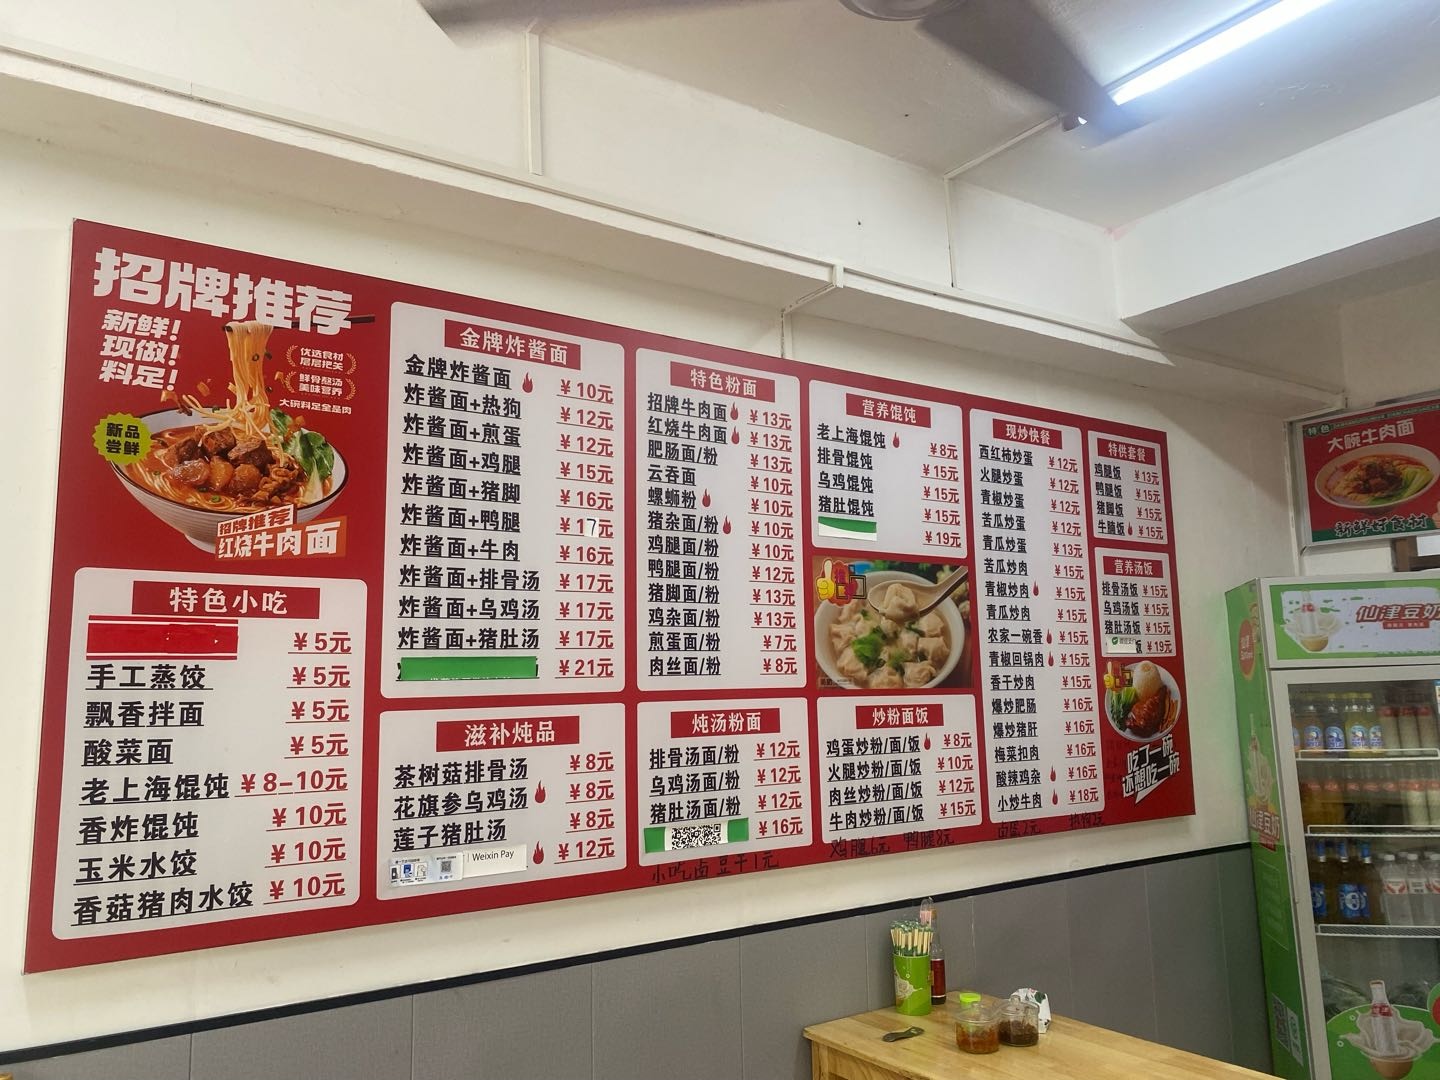 招牌推荐
新鲜!
现做!
料足!
优选食材
层层把关
鲜骨熬汤
美味营养
大碗料足全是肉
新品
尝鲜
招牌推荐
红烧牛肉面
特色小吃
¥5元
手工蒸饺 ¥5元
飘香拌面 ¥5元
酸菜面 ¥5元
老上海馄饨 ¥8-10元
香炸馄饨 ¥10元
玉米水饺 ¥10元
香菇猪肉水饺 ¥10元
金牌炸酱面
金牌炸酱面 ¥10元
炸酱面+热狗 ¥12元
炸酱面+煎蛋 ¥12元
炸酱面+鸡腿 ¥15元
炸酱面+猪脚 ¥16元
炸酱面+鸭腿 ¥17元
炸酱面+牛肉 ¥16元
炸酱面+排骨汤 ¥17元
炸酱面+乌鸡汤 ¥17元
炸酱面+猪肚汤 ¥17元
¥21元
滋补炖品
茶树菇排骨汤 ¥8元
花旗参乌鸡汤 ¥8元
莲子猪肚汤 ¥8元
Weixin Pay ¥12元
特色粉面
招牌牛肉面 ¥13元
红烧牛肉面 ¥13元
肥肠面/粉 ¥13元
云吞面 ¥10元
螺蛳粉 ¥10元
猪杂面/粉 ¥10元
鸡腿面/粉 ¥10元
鸭腿面/粉 ¥12元
猪脚面/粉 ¥13元
鸡杂面/粉 ¥13元
煎蛋面/粉 ¥7元
肉丝面/粉 ¥8元
炖汤粉面
排骨汤面/粉 ¥12元
乌鸡汤面/粉 ¥12元
猪肚汤面/粉 ¥12元
¥16元
小吃卤豆干1元
营养馄饨
老上海馄饨 ¥8元
排骨馄饨 ¥15元
乌鸡馄饨 ¥15元
猪肚馄饨 ¥15元
¥19元
炒粉面饭
鸡蛋炒粉/面/饭 ¥8元
火腿炒粉/面/饭 ¥10元
肉丝炒粉/面/饭 ¥12元
牛肉炒粉/面/饭 ¥15元
鸡腿6元 鸭腿8元
现炒快餐
西红柿炒蛋 ¥12元
火腿炒蛋 ¥12元
青椒炒蛋 ¥12元
苦瓜炒蛋 ¥12元
青瓜炒蛋 ¥13元
苦瓜炒肉 ¥15元
青椒炒肉 ¥15元
青瓜炒肉 ¥15元
农家一碗香 ¥15元
青椒回锅肉 ¥15元
香干炒肉 ¥15元
爆炒肥肠 ¥16元
爆炒猪肝 ¥16元
梅菜扣肉 ¥16元
酸辣鸡杂 ¥16元
小炒牛肉 ¥18元
卤蛋2元 热狗2元
特供套餐
鸡腿饭 ¥13元
鸭腿饭 ¥15元
猪脚饭 ¥15元
牛腩饭 ¥15元
营养汤饭
排骨汤饭 ¥15元
乌鸡汤饭 ¥15元
猪肚汤饭 ¥15元
饭 ¥19元
吃了一碗
还想吃一碗
特色
大碗牛肉面
新鲜好食材
仙津豆奶